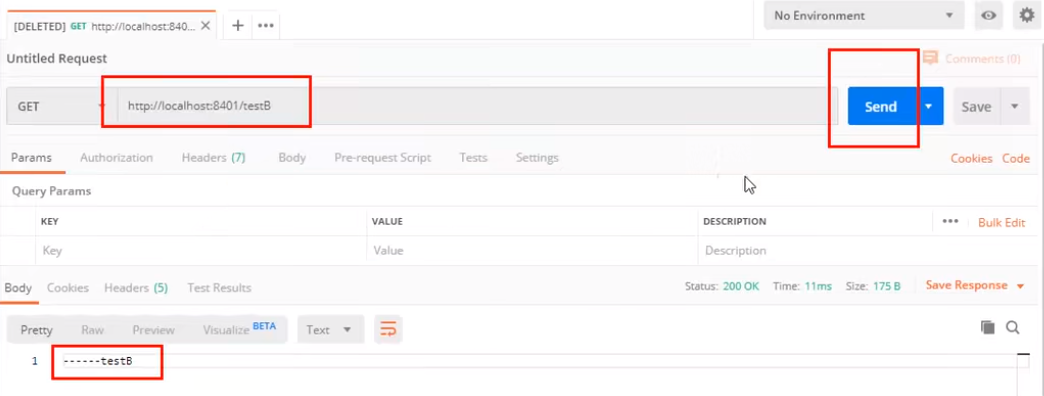 [DELETED] GET http://localhost:840... ✕ + •••
No Environment
Untitled Request
Comments (0)
GET http://localhost:8401/testB Send Save
Params Authorization Headers (7) Body Pre-request Script Tests Settings Cookies Code
Query Params
KEY VALUE DESCRIPTION ••• Bulk Edit
Key Value Description
Body Cookies Headers (5) Test Results Status: 200 OK Time: 11ms Size: 175 B Save Response
Pretty Raw Preview Visualize BETA Text
1 ------testB